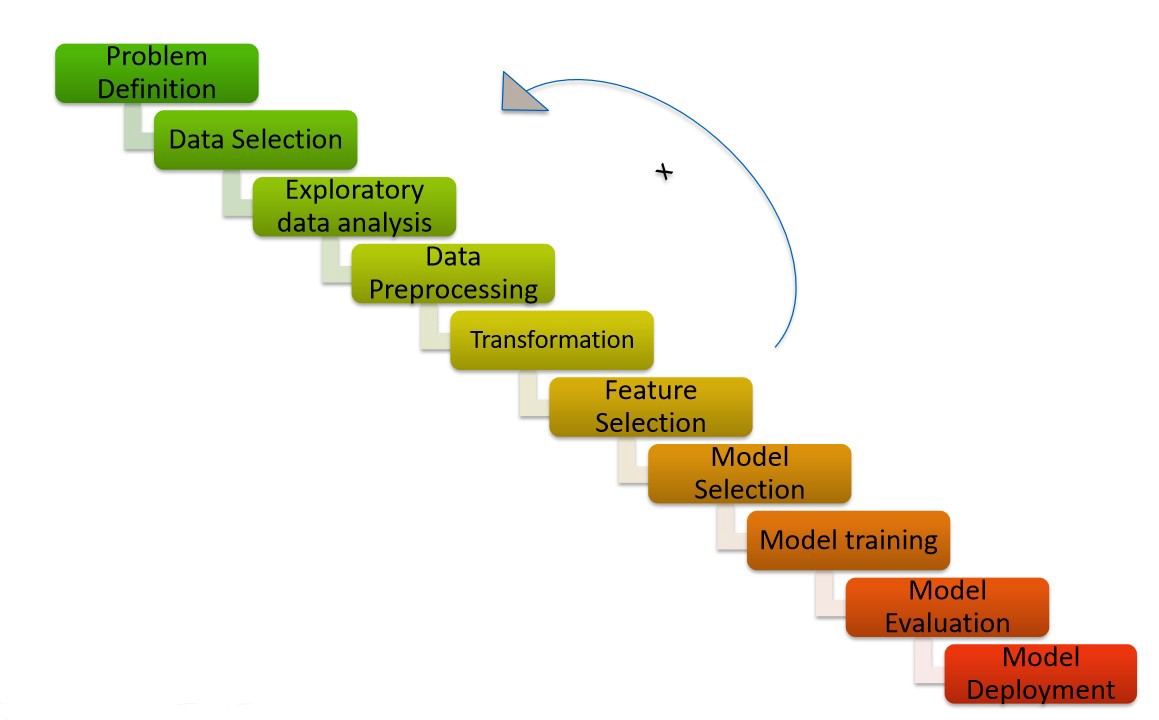 Problem
Definition
Data Selection
Exploratory
data analysis
Data
Preprocessing
Transformation
Feature
Selection
Model
Selection
Model training
Model
Evaluation
Model
Deployment